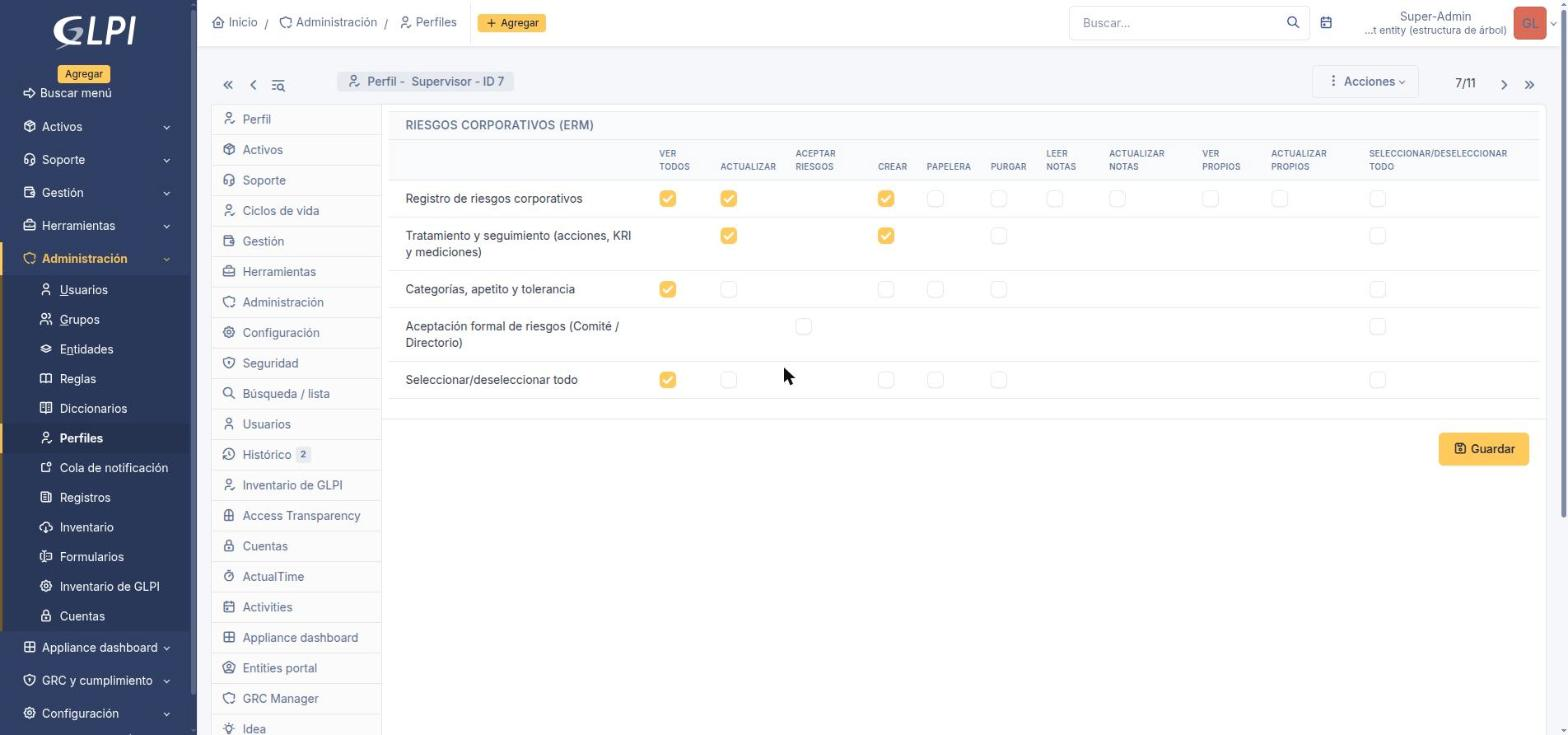 GLPI
Agregar
Buscar menú
Activos
Soporte
Gestión
Herramientas
Administración
Usuarios
Grupos
Entidades
Reglas
Diccionarios
Perfiles
Cola de notificación
Registros
Inventario
Formularios
Inventario de GLPI
Cuentas
Appliance dashboard
GRC y cumplimiento
Configuración
Inicio / Administración / Perfiles
+ Agregar
Buscar...
Super-Admin
...t entity (estructura de árbol)
GL
Perfil - Supervisor - ID 7
Acciones
7/11
Perfil
Activos
Soporte
Ciclos de vida
Gestión
Herramientas
Administración
Configuración
Seguridad
Búsqueda / lista
Usuarios
Histórico 2
Inventario de GLPI
Access Transparency
Cuentas
ActualTime
Activities
Appliance dashboard
Entities portal
GRC Manager
Idea
RIESGOS CORPORATIVOS (ERM)
VER TODOS
ACTUALIZAR
ACEPTAR RIESGOS
CREAR
PAPELERA
PURGAR
LEER NOTAS
ACTUALIZAR NOTAS
VER PROPIOS
ACTUALIZAR PROPIOS
SELECCIONAR/DESELECCIONAR TODO
Registro de riesgos corporativos
Tratamiento y seguimiento (acciones, KRI
y mediciones)
Categorías, apetito y tolerancia
Aceptación formal de riesgos (Comité /
Directorio)
Seleccionar/deseleccionar todo
Guardar